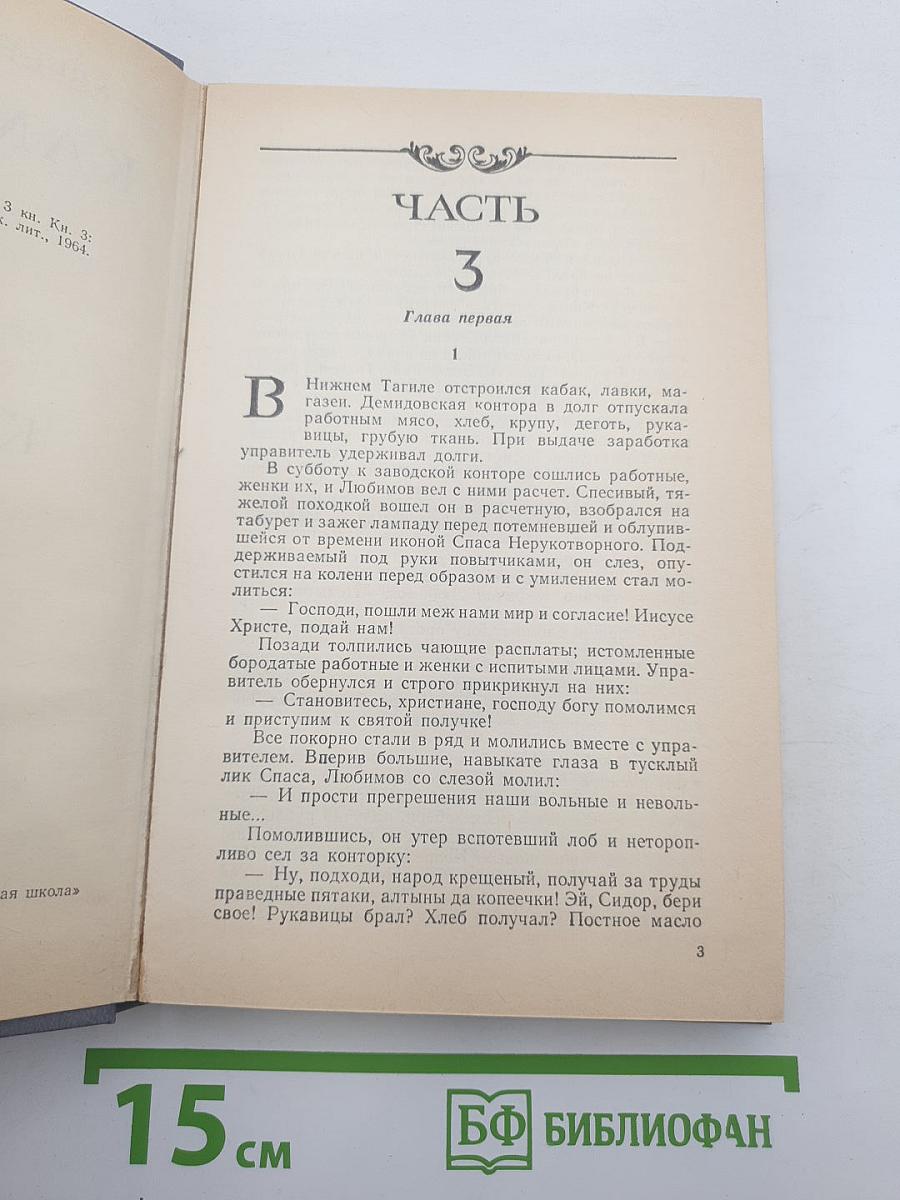 3 кн. Кн. 3:
к. лит., 1964.
ая школа»
ЧАСТЬ
3
Глава первая
1
В Нижнем Тагиле отстроился кабак, лавки, ма-
газеи. Демидовская контора в долг отпускала
работным мясо, хлеб, крупу, деготь, рука-
вицы, грубую ткань. При выдаче заработка
управитель удерживал долги.
В субботу к заводской конторе сошлись работные,
женки их, и Любимов вел с ними расчет. Спесивый, тя-
желой походкой вошел он в расчетную, взобрался на
табурет и зажег лампаду перед потемневшей и облупив-
шейся от времени иконой Спаса Нерукотворного. Под-
держиваемый под руки повытчиками, он слез, опу-
стился на колени перед образом и с умилением стал мо-
литься:
— Господи, пошли меж нами мир и согласие! Иисусе
Христе, подай нам!
Позади толпились чающие расплаты; истомленные
бородатые работные и женки с испитыми лицами. Упра-
витель обернулся и строго прикрикнул на них:
— Становитесь, христиане, господу богу помолимся
и приступим к святой получке!
Все покорно стали в ряд и молились вместе с упра-
вителем. Вперив большие, навыкате глаза в тусклый
лик Спаса, Любимов со слезой молил:
— И прости прегрешения наши вольные и неволь-
ные...
Помолившись, он утер вспотевший лоб и нетороп-
ливо сел за конторку:
— Ну, подходи, народ крещеный, получай за труды
праведные пятаки, алтыны да копеечки! Эй, Сидор, бери
свое! Рукавицы брал? Хлеб получал? Постное масло
3
15 см
БФ БИБЛИОФАН